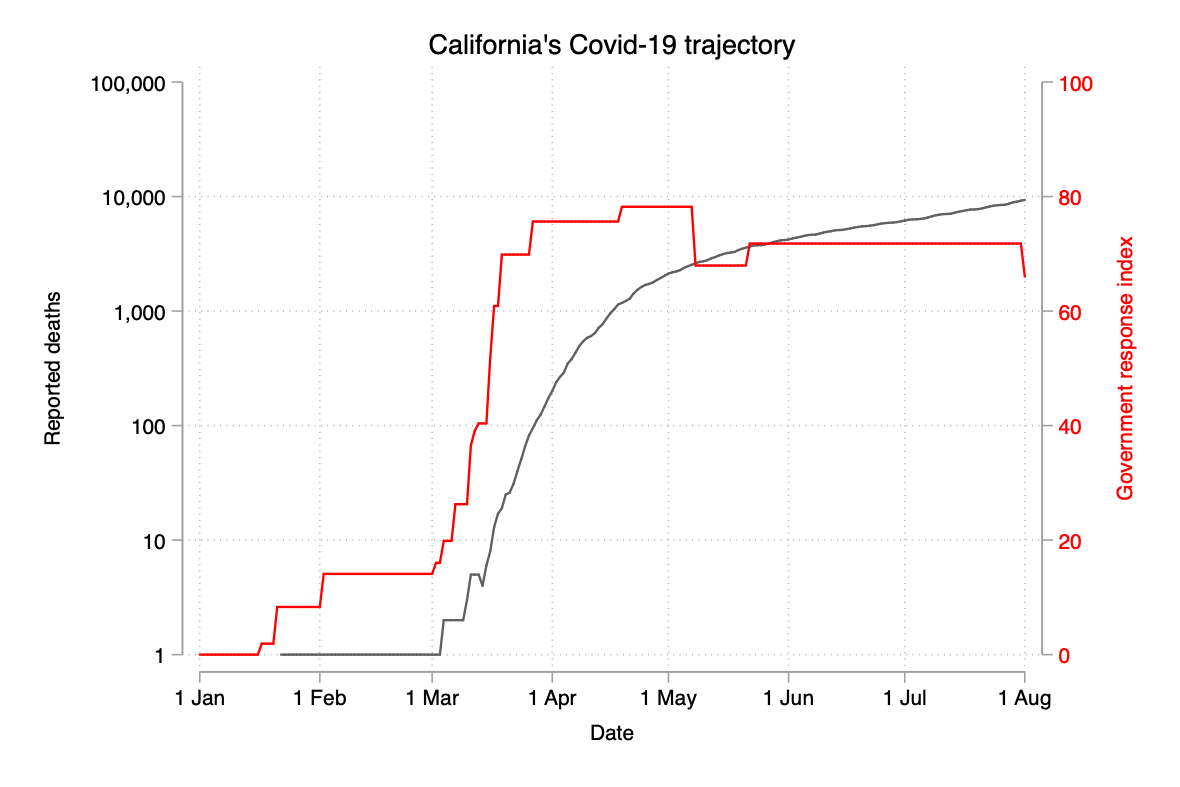 California's Covid-19 trajectory
100,000
10,000
1,000
100
10
1
Reported deaths
100
80
60
40
20
0
Government response index
1 Jan 1 Feb 1 Mar 1 Apr 1 May 1 Jun 1 Jul 1 Aug
Date